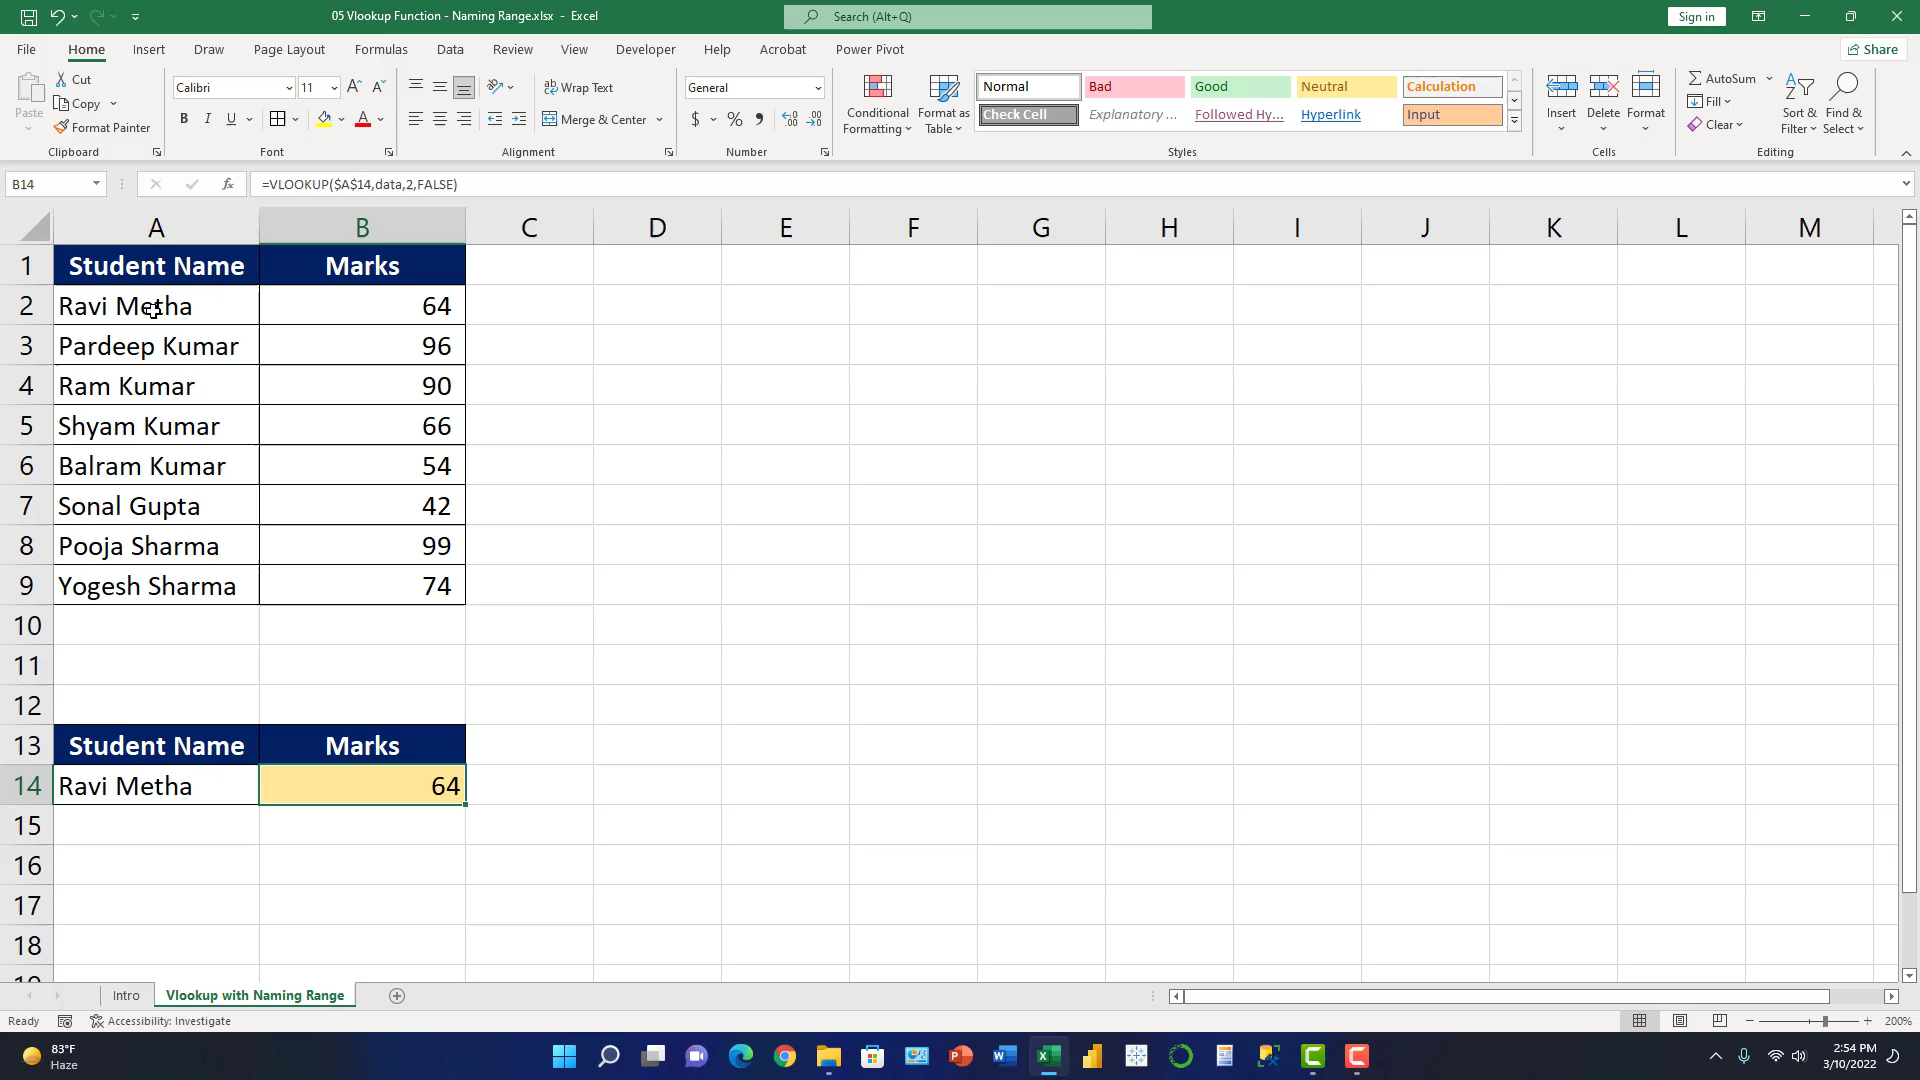 05 Vlookup Function - Naming Range.xlsx - Excel
Search (Alt+Q)
Sign in
File Home Insert Draw Page Layout Formulas Data Review View Developer Help Acrobat Power Pivot
Share
Paste
Cut
Copy
Format Painter
Clipboard
Calibri 11
B I U
Font
Wrap Text
Merge & Center
Alignment
General
$ % 9
Number
Conditional Formatting
Format as Table
Normal Bad Good Neutral Calculation
Check Cell Explanatory ... Followed Hy... Hyperlink Input
Styles
Insert Delete Format
Cells
AutoSum
Fill
Clear
Sort & Filter
Find & Select
Editing
B14
fx
=VLOOKUP($A$14,data,2,FALSE)
A B C D E F G H I J K L M
1 Student Name Marks
2 Ravi Metha 64
3 Pardeep Kumar 96
4 Ram Kumar 90
5 Shyam Kumar 66
6 Balram Kumar 54
7 Sonal Gupta 42
8 Pooja Sharma 99
9 Yogesh Sharma 74
10
11
12
13 Student Name Marks
14 Ravi Metha 64
15
16
17
18
Intro Vlookup with Naming Range
Ready Accessibility: Investigate
200%
83°F
Haze
2:54 PM
3/10/2022